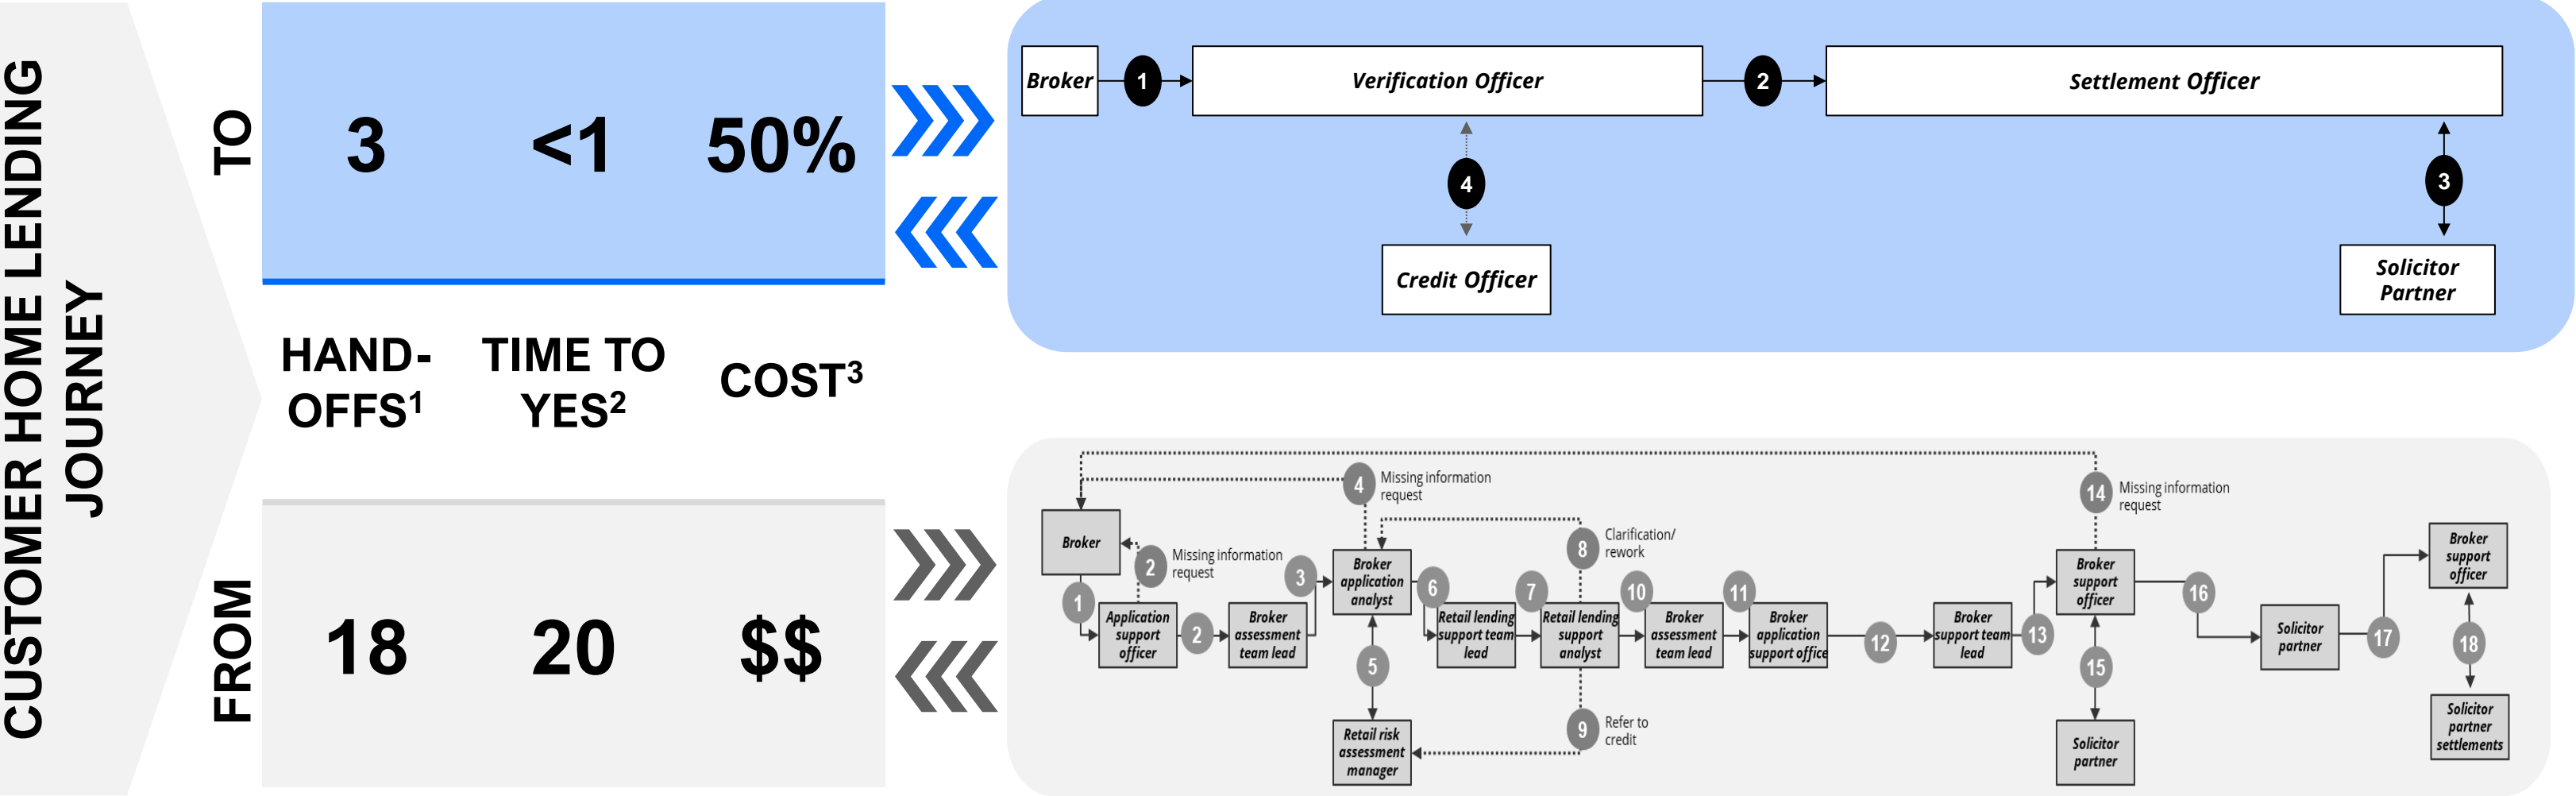 CUSTOMER HOME LENDING
JOURNEY
TO
3
<1
50%
HAND-
OFFS1
TIME TO
YES2
COST3
FROM
18
20
$$
Broker
1
Verification Officer
2
Settlement Officer
4
3
Credit Officer
Solicitor
Partner
4
Missing information
request
14
Missing information
request
Broker
2
Missing information
request
8
Clarification/
rework
1
3
Broker
application
analyst
6
7
10
11
Broker
support
officer
16
Broker
support
officer
Application
support
officer
2
Broker
assessment
team lead
Retail lending
support team
lead
Retail lending
support
analyst
Broker
assessment
team lead
Broker
application
support office
12
Broker
support team
lead
13
Solicitor
partner
17
18
5
15
9
Refer to
credit
Retail risk
assessment
manager
Solicitor
partner
Solicitor
partner
settlements